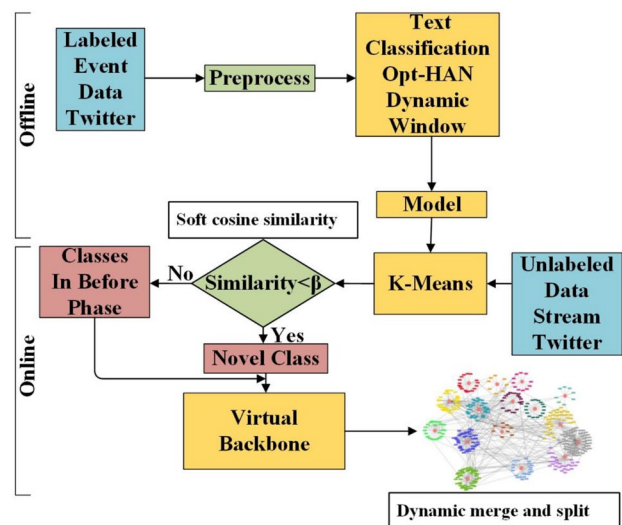 Offline
Labeled
Event
Data
Twitter
Preprocess
Text
Classification
Opt-HAN
Dynamic
Window
Model
Soft cosine similarity
Online
Classes
In Before
Phase
No
Similarity<β
K-Means
Unlabeled
Data
Stream
Twitter
Yes
Novel Class
Virtual
Backbone
Dynamic merge and split